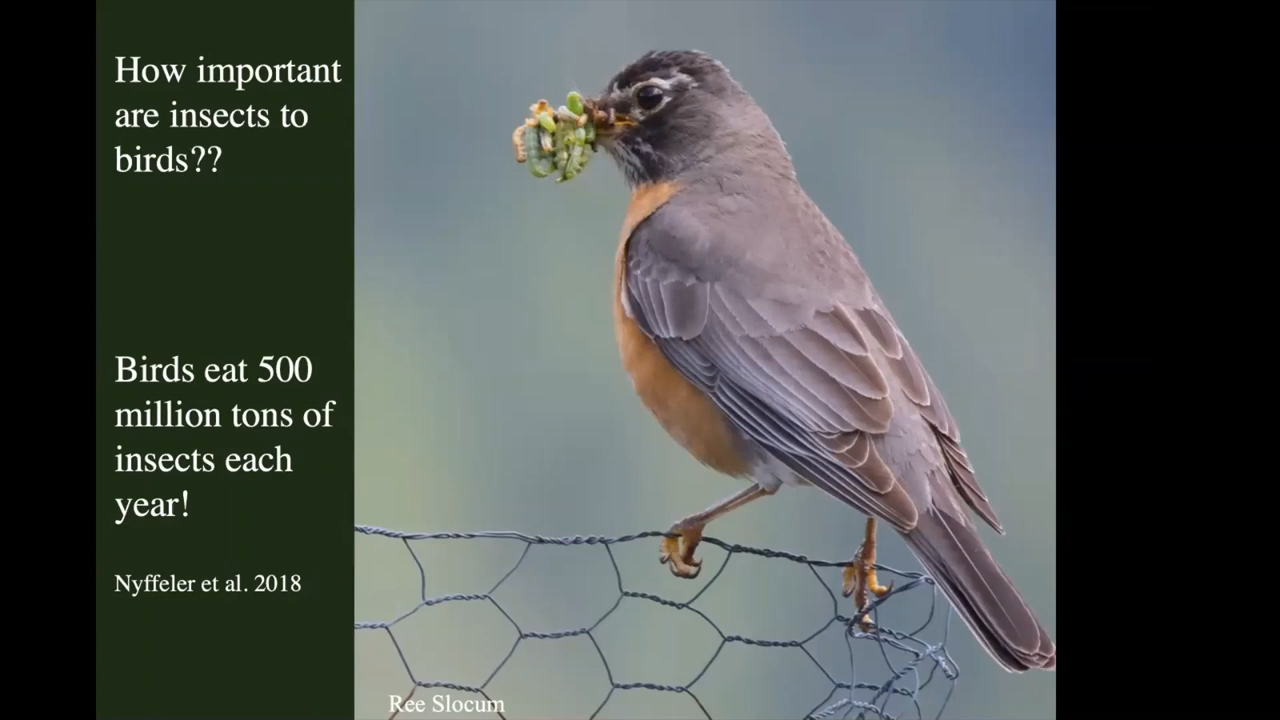 How important
are insects to
birds??
Birds eat 500
million tons of
insects each
year!
Nyffeler et al. 2018
Ree Slocum